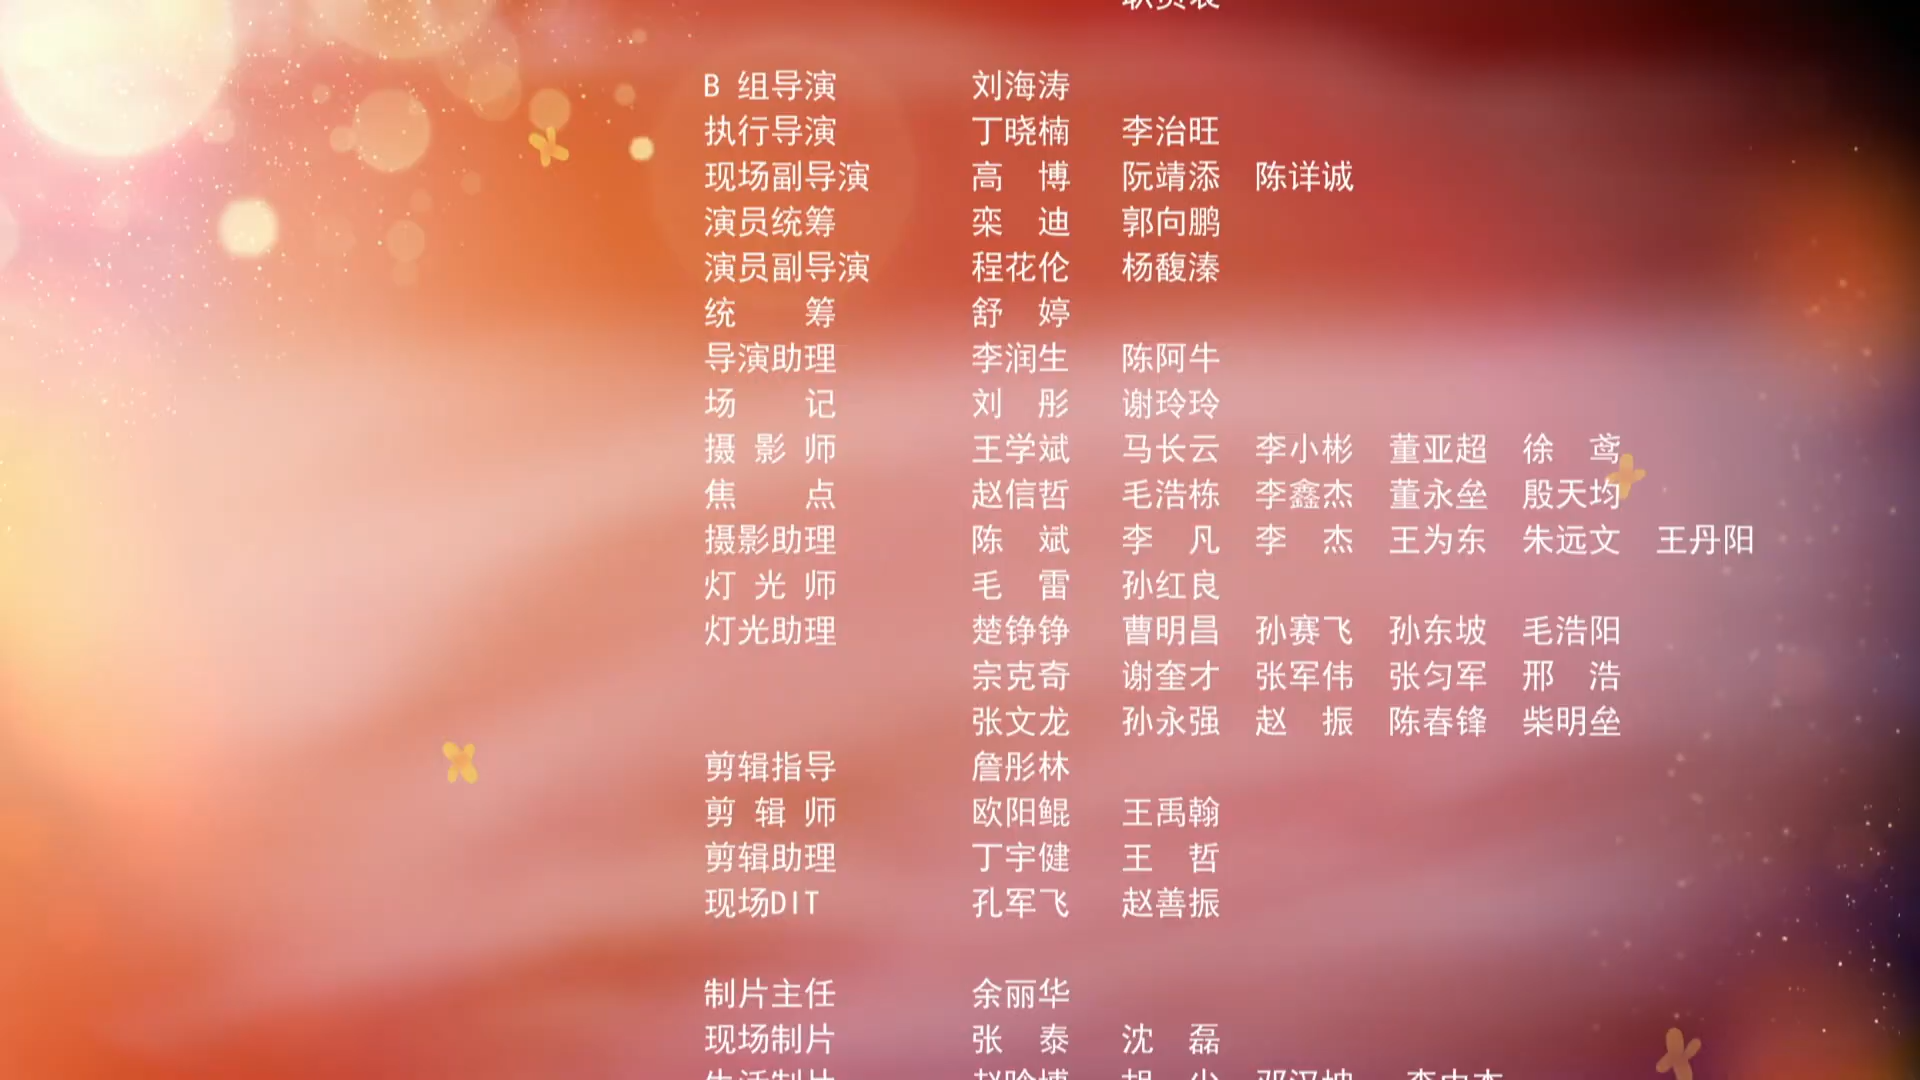 职员表
B 组导演 刘海涛
执行导演 丁晓楠 李治旺
现场副导演 高 博 阮靖添 陈详诚
演员统筹 栾 迪 郭向鹏
演员副导演 程花伦 杨馥溱
统 筹 舒 婷
导演助理 李润生 陈阿牛
场 记 刘 彤 谢玲玲
摄 影 师 王学斌 马长云 李小彬 董亚超 徐 鸢
焦 点 赵信哲 毛浩栋 李鑫杰 董永垒 殷天均
摄影助理 陈 斌 李 凡 李 杰 王为东 朱远文 王丹阳
灯 光 师 毛 雷 孙红良
灯光助理 楚铮铮 曹明昌 孙赛飞 孙东坡 毛浩阳
宗克奇 谢奎才 张军伟 张匀军 邢 浩
张文龙 孙永强 赵 振 陈春锋 柴明垒
剪辑指导 詹彤林
剪 辑 师 欧阳鲲 王禹翰
剪辑助理 丁宇健 王 哲
现场DIT 孔军飞 赵善振
制片主任 余丽华
现场制片 张 泰 沈 磊
生活制片